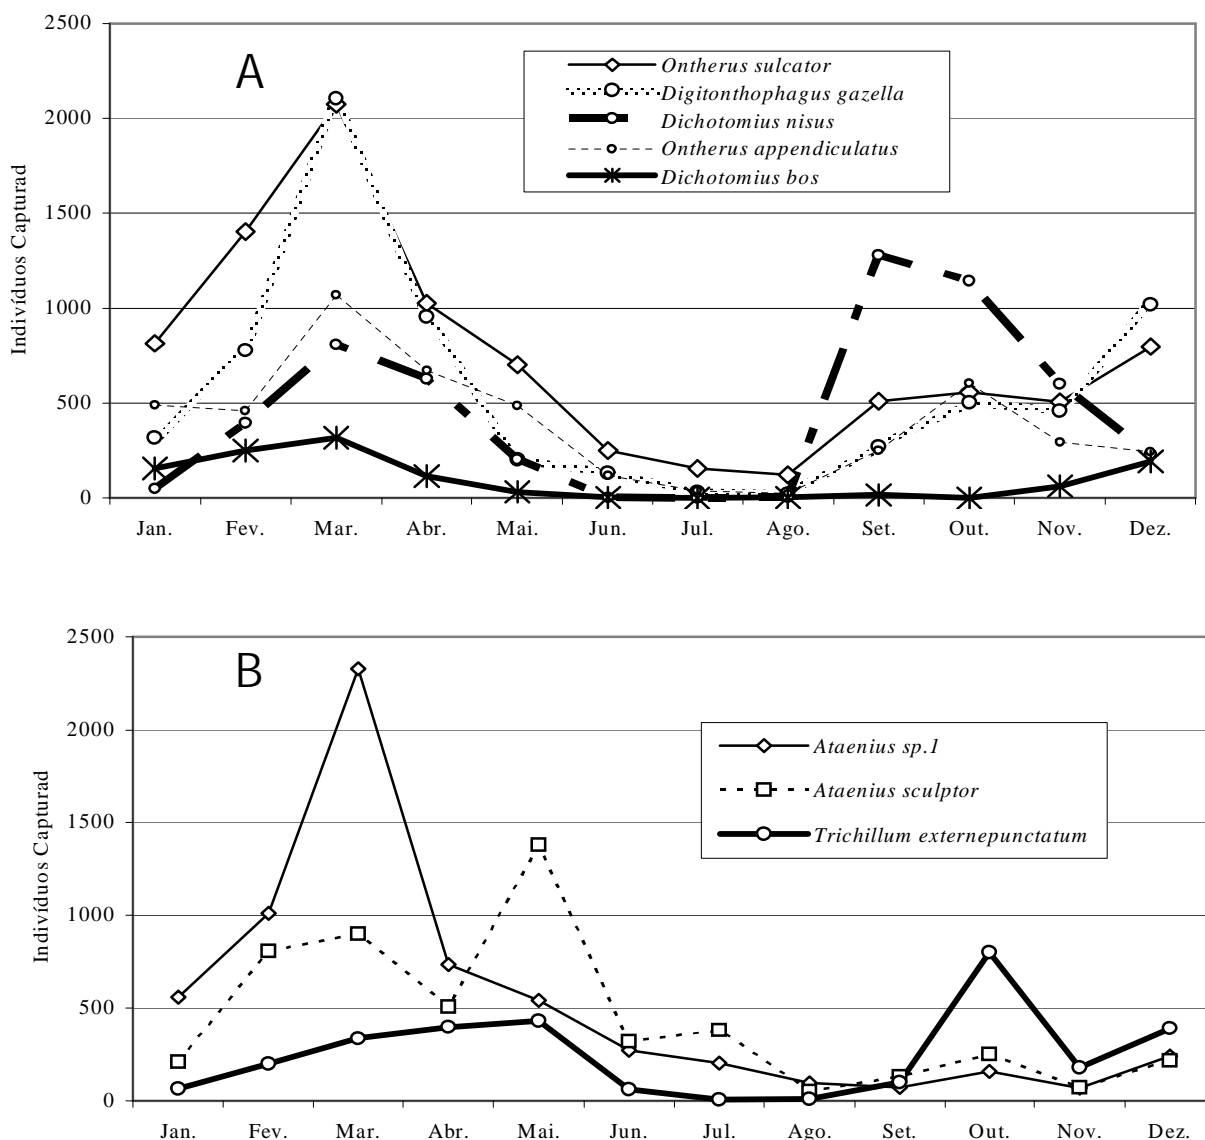 2500
A
Ontherus sulcator
Digitonthophagus gazella
Dichotomius nisus
Ontherus appendiculatus
Dichotomius bos
2000
1500
1000
500
0
Indivíduos Capturad
Jan. Fev. Mar. Abr. Mai. Jun. Jul. Ago. Set. Out. Nov. Dez.
2500
B
Ataenius sp.1
Ataenius sculptor
Trichillum externepunctatum
2000
1500
1000
500
0
Indivíduos Capturad
Jan. Fev. Mar. Abr. Mai. Jun. Jul. Ago. Set. Out. Nov. Dez.